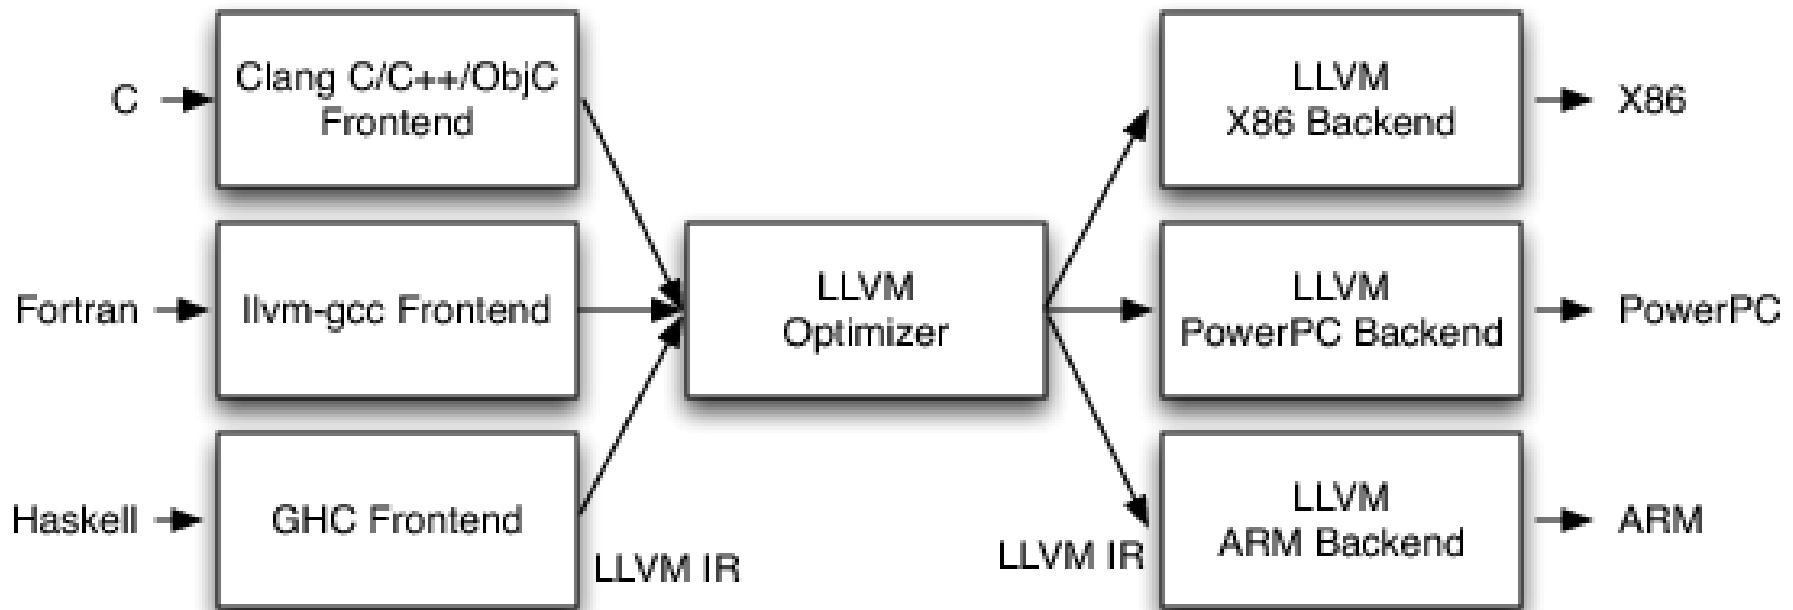 C
Clang C/C++/ObjC
Frontend
LLVM
X86 Backend
X86
Fortran
llvm-gcc Frontend
LLVM
Optimizer
LLVM
PowerPC Backend
PowerPC
Haskell
GHC Frontend
LLVM IR
LLVM IR
LLVM
ARM Backend
ARM